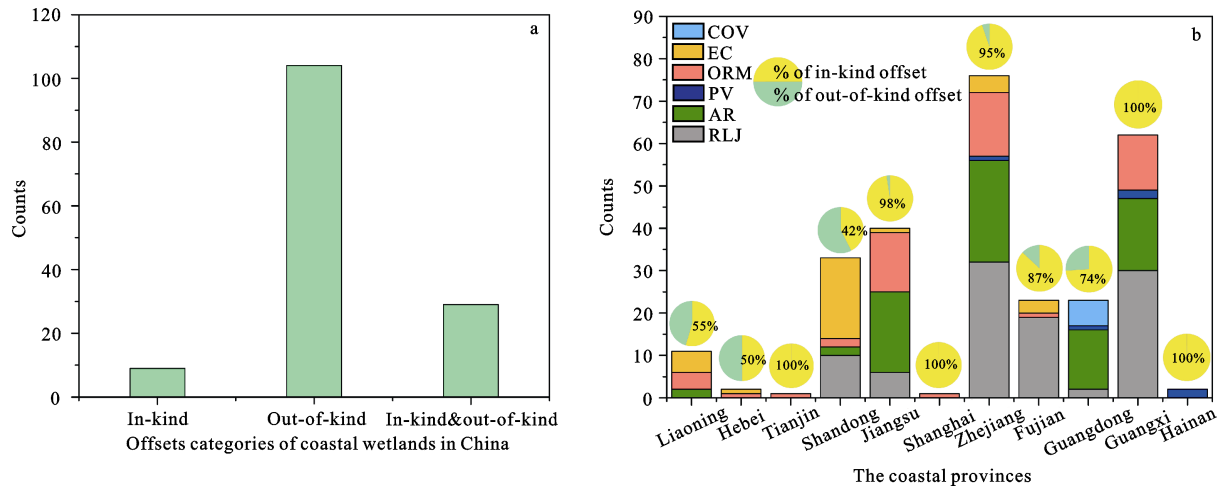 a
120
100
80
60
40
20
0
Counts
In-kind
Out-of-kind
In-kind&out-of-kind
Offsets categories of coastal wetlands in China
b
90
80
70
60
50
40
30
20
10
0
Counts
COV
EC
ORM
PV
AR
RLJ
% of in-kind offset
% of out-of-kind offset
55%
50%
100%
42%
98%
100%
95%
87%
74%
100%
100%
Liaoning
Hebei
Tianjin
Shandong
Jiangsu
Shanghai
Zhejiang
Fujian
Guangdong
Guangxi
Hainan
The coastal provinces